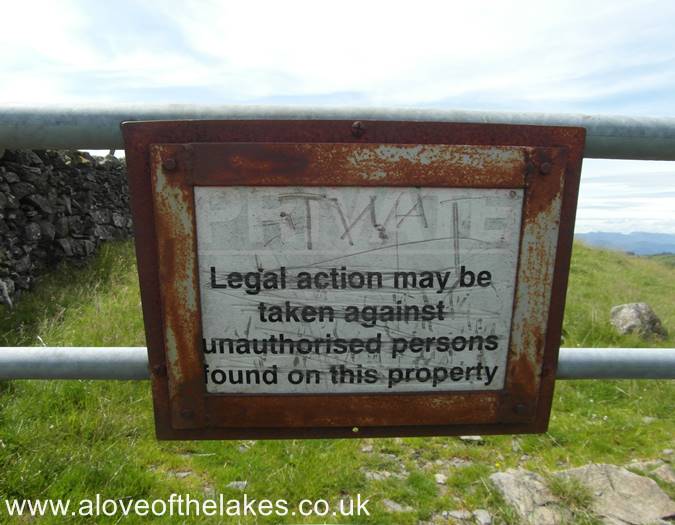 PRIVATE
Legal action may be
taken against
unauthorised persons
found on this property
www.aloveofthelakes.co.uk